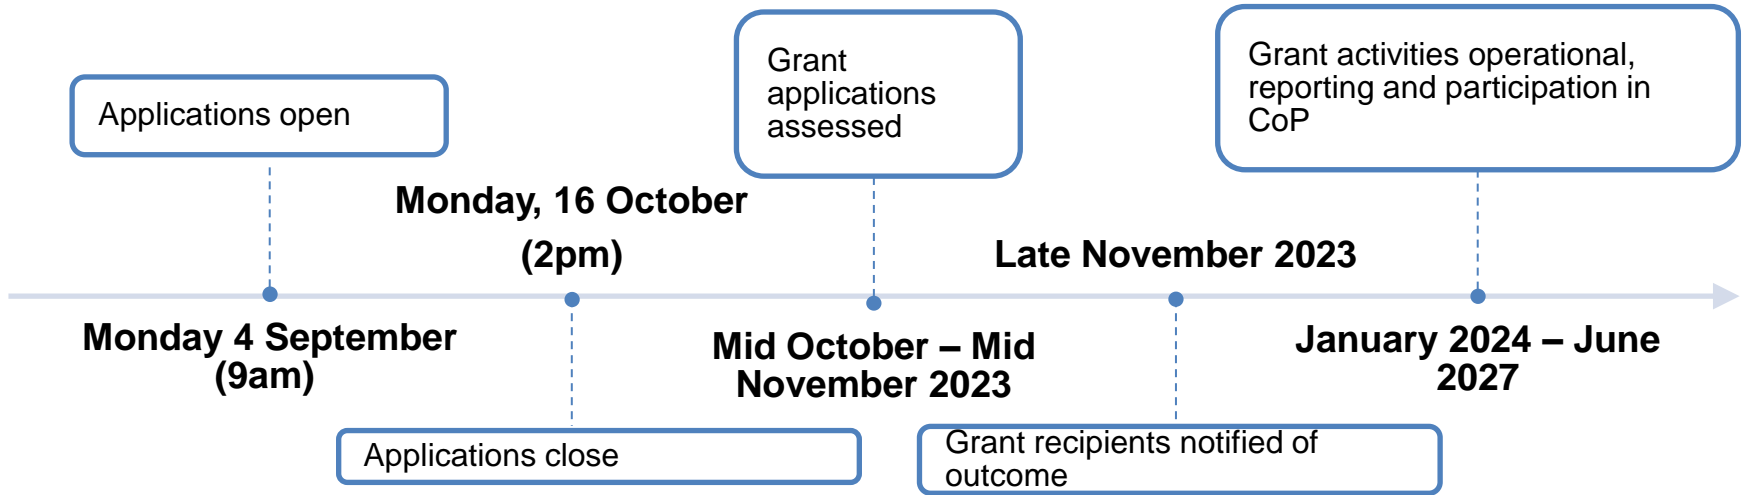 Applications open
Monday 4 September
(9am)
Monday, 16 October
(2pm)
Applications close
Grant
applications
assessed
Mid October – Mid
November 2023
Late November 2023
Grant recipients notified of
outcome
Grant activities operational,
reporting and participation in
CoP
January 2024 – June
2027